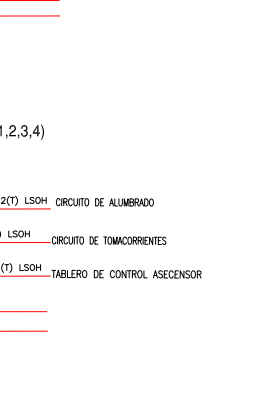 1,2,3,4)
2(T) LSOH CIRCUITO DE ALUMBRADO
) LSOH CIRCUITO DE TOMACORRIENTES
(T) LSOH TABLERO DE CONTROL ASECENSOR